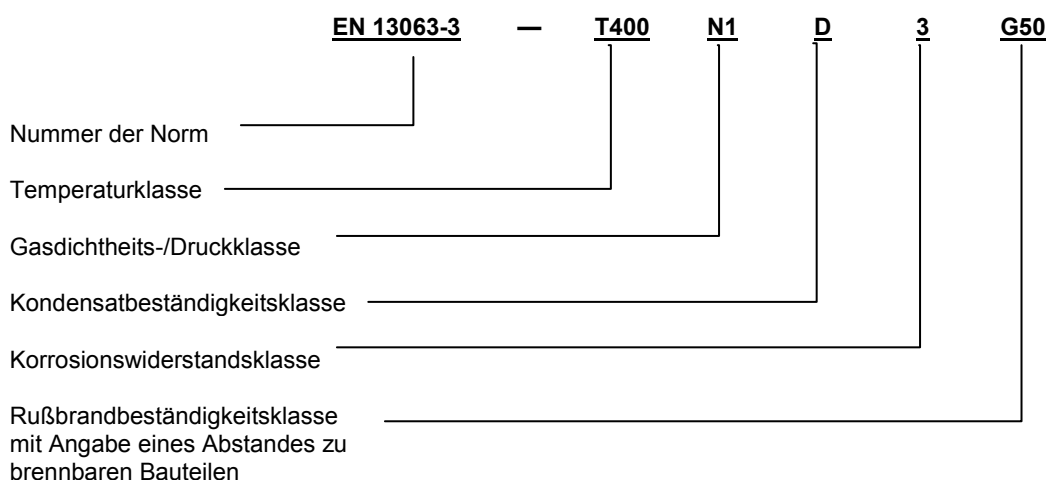 EN 13063-3 — T400 N1 D 3 G50
Nummer der Norm
Temperaturklasse
Gasdichtheits-/Druckklasse
Kondensatbeständigkeitsklasse
Korrosionswiderstandsklasse
Rußbrandbeständigkeitsklasse
mit Angabe eines Abstandes zu
brennbaren Bauteilen